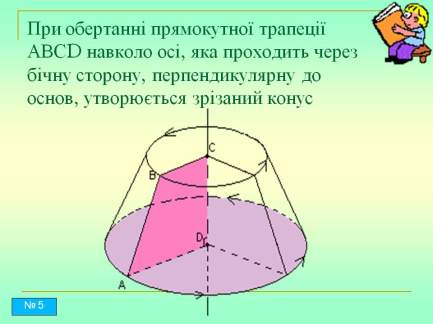 При обертанні прямокутної трапеції
ABCD навколо осі, яка проходить через
бічну сторону, перпендикулярну до
основ, утворюється зрізаний конус
C
B
D
A
№ 5